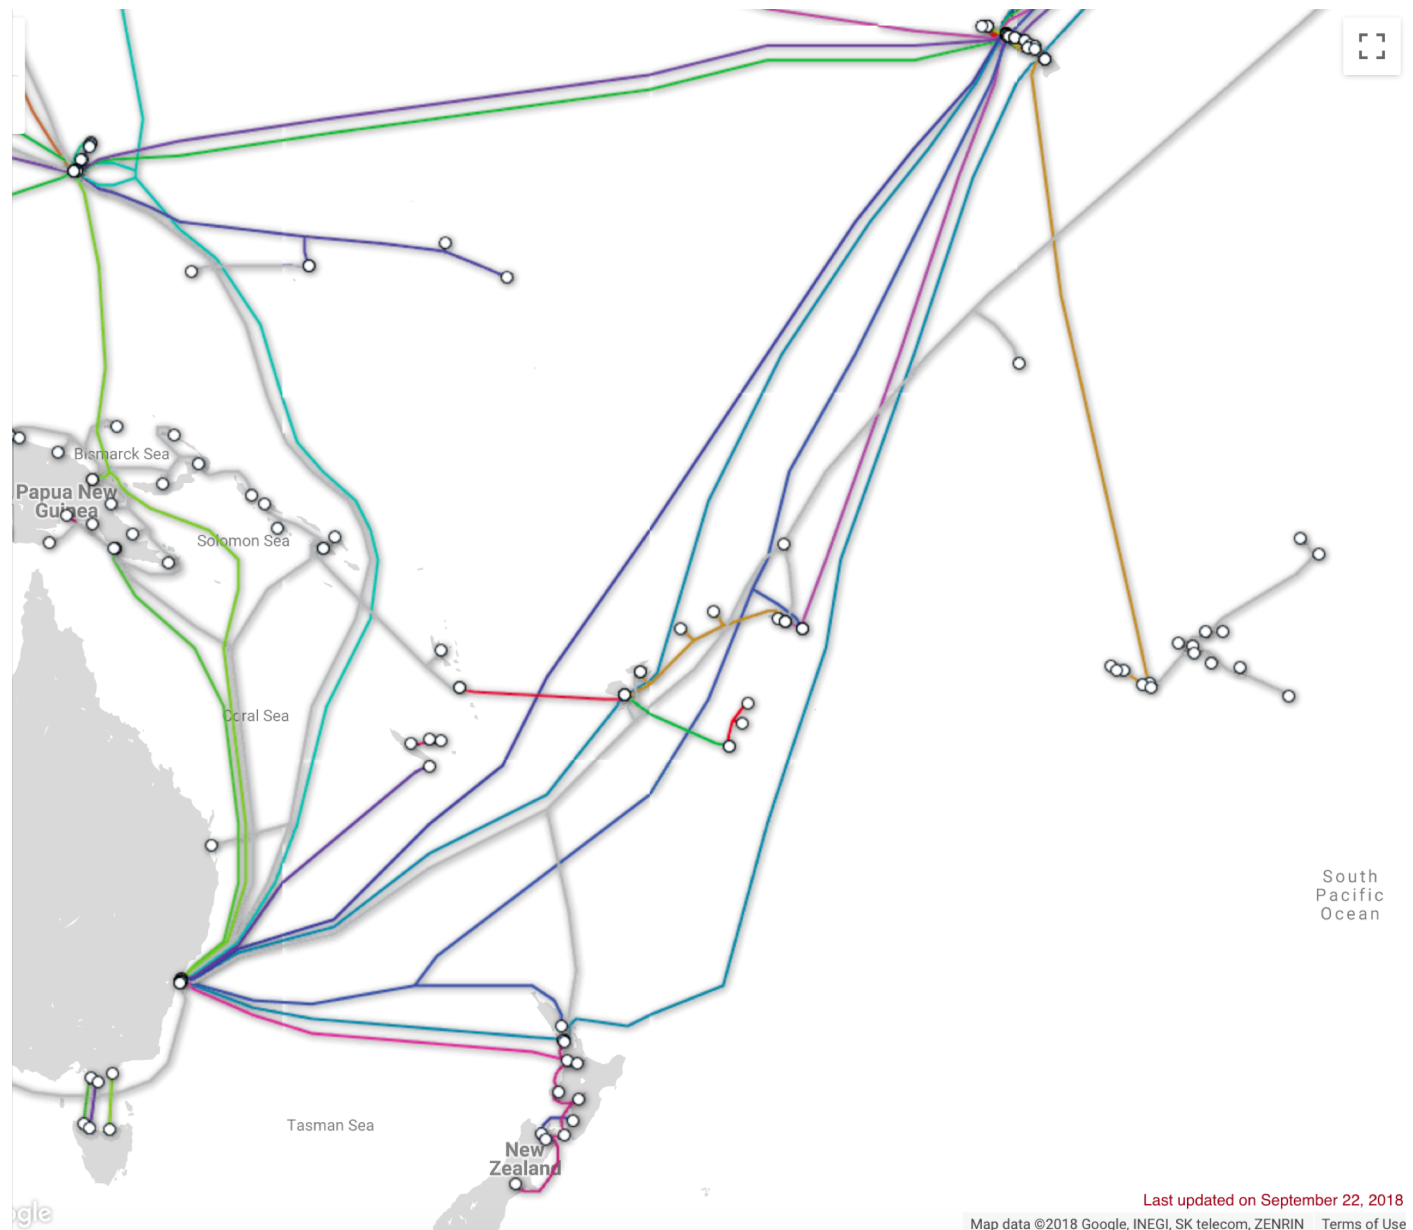 Bismarck Sea
Papua New
Guinea
Solomon Sea
Coral Sea
South
Pacific
Ocean
Tasman Sea
New
Zealand
Last updated on September 22, 2018
gle
Map data ©2018 Google, INEGI, SK telecom, ZENRIN
Terms of Use